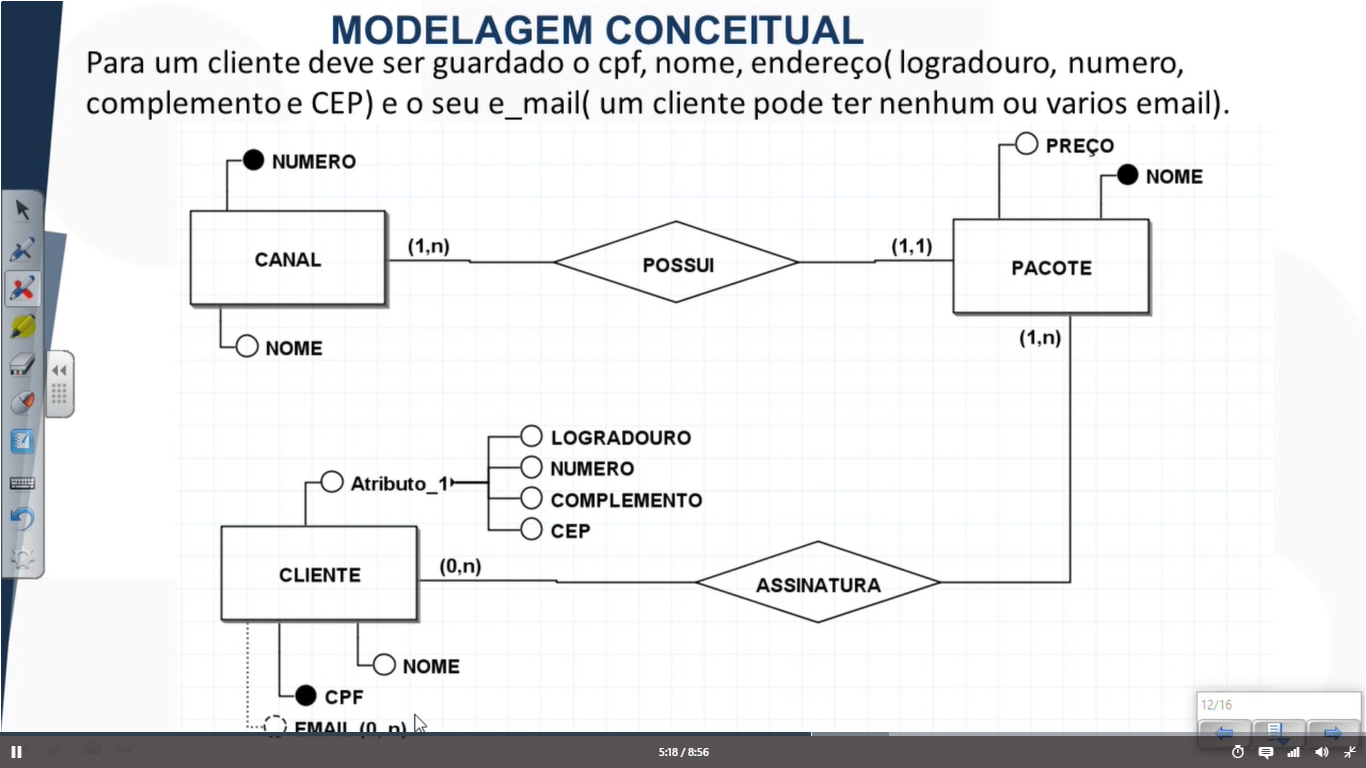 MODELAGEM CONCEITUAL
Para um cliente deve ser guardado o cpf, nome, endereço( logradouro, numero,
complemento e CEP) e o seu e_mail( um cliente pode ter nenhum ou varios email).
PREÇO
NUMERO
NOME
(1,n)
(1,1)
CANAL
POSSUI
PACOTE
(1,n)
NOME
LOGRADOURO
NUMERO
Atributo_1
COMPLEMENTO
CEP
(0,n)
CLIENTE
ASSINATURA
NOME
CPF
EMAIL (0, n)
12/16
5:18 / 8:56